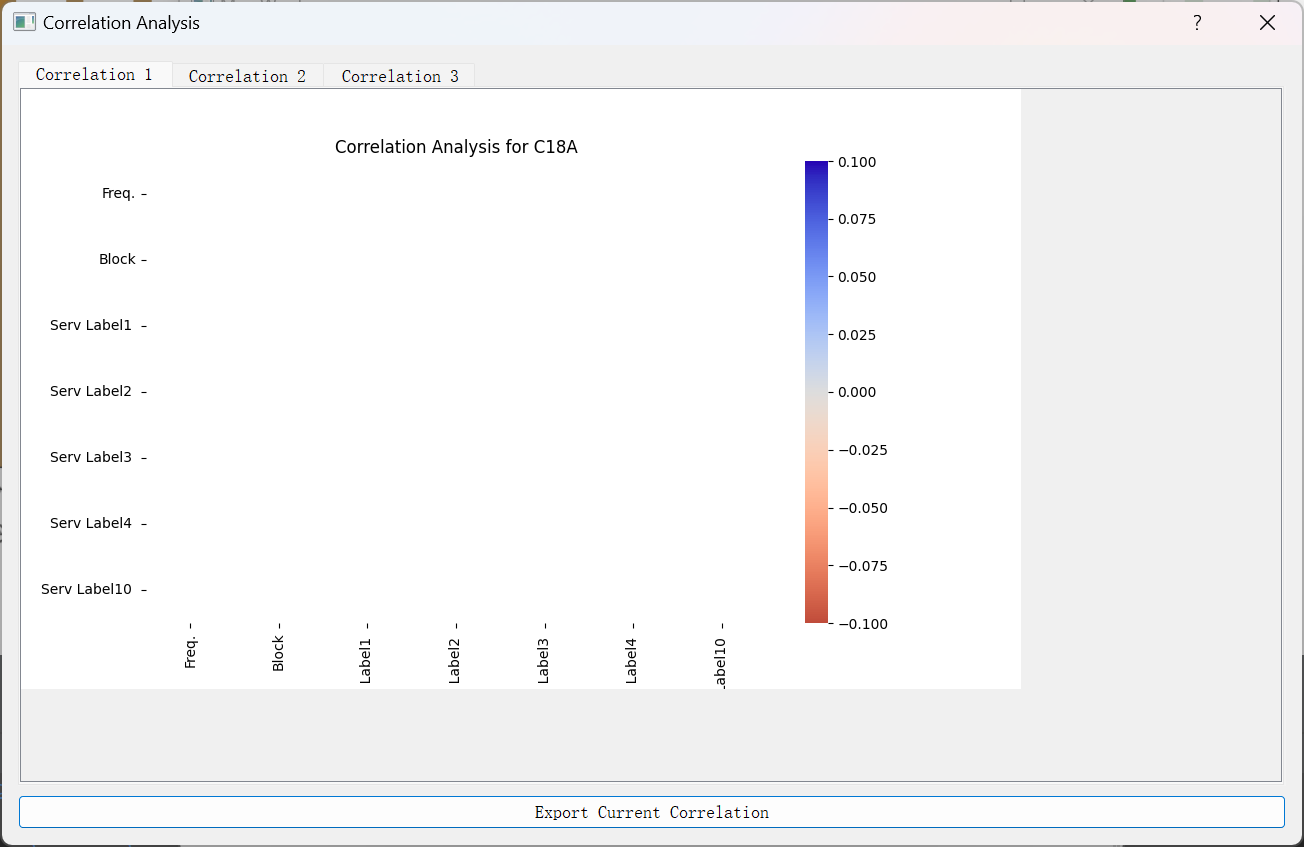 Correlation Analysis
?
Correlation 1
Correlation 2
Correlation 3
Correlation Analysis for C18A
Freq.
Block
Serv Label1
Serv Label2
Serv Label3
Serv Label4
Serv Label10
Freq.
Block
Label1
Label2
Label3
Label4
abel10
0.100
0.075
0.050
0.025
0.000
−0.025
−0.050
−0.075
−0.100
Export Current Correlation